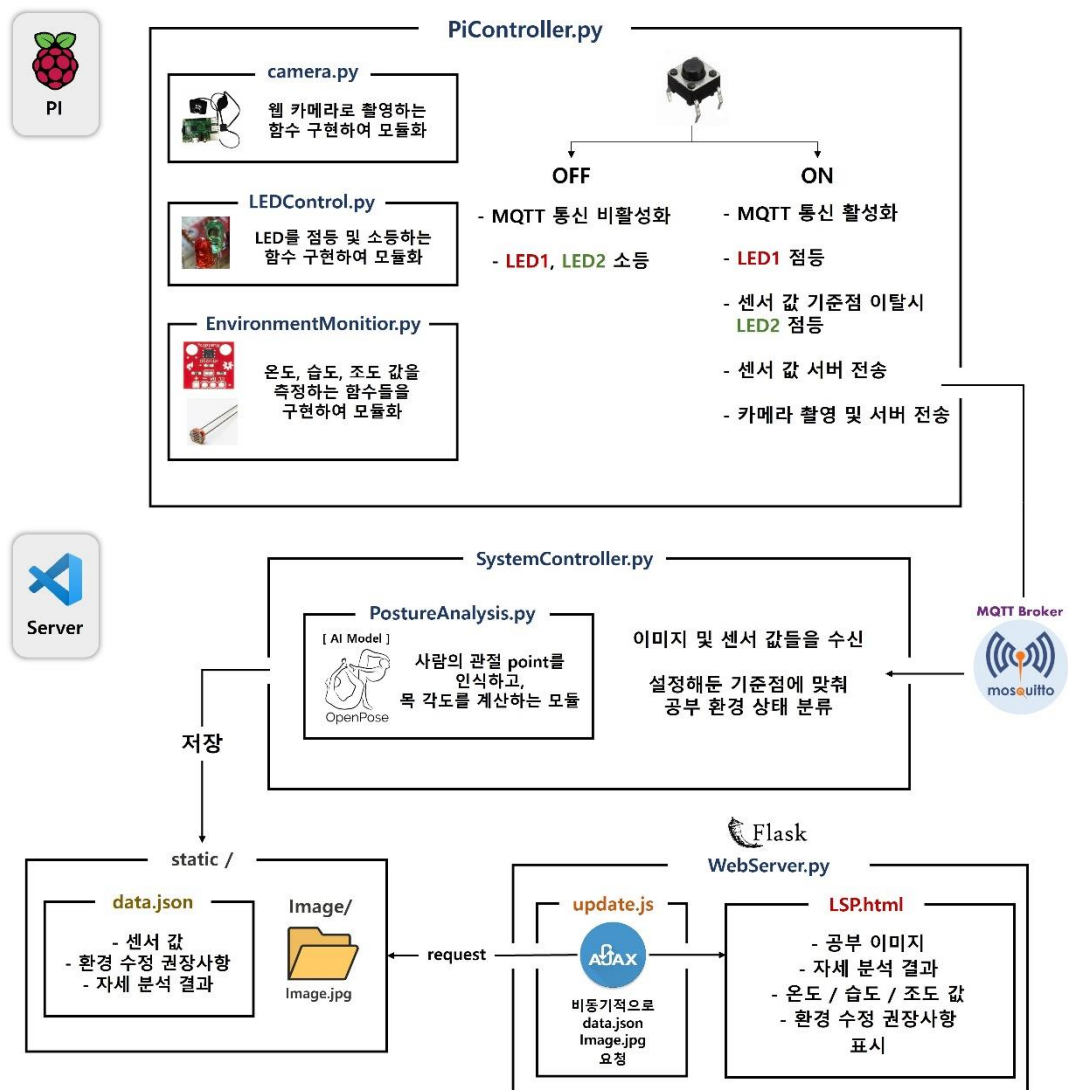 PI
PiController.py
camera.py
웹 카메라로 촬영하는
함수 구현하여 모듈화
LEDControl.py
LED를 점등 및 소등하는
함수 구현하여 모듈화
EnvironmentMonitior.py
온도, 습도, 조도 값을
측정하는 함수들을
구현하여 모듈화
OFF
- MQTT 통신 비활성화
- LED1, LED2 소등
ON
- MQTT 통신 활성화
- LED1 점등
- 센서 값 기준점 이탈시
LED2 점등
- 센서 값 서버 전송
- 카메라 촬영 및 서버 전송
Server
SystemController.py
PostureAnalysis.py
[ AI Model ]
OpenPose
사람의 관절 point를
인식하고,
목 각도를 계산하는 모듈
이미지 및 센서 값들을 수신
설정해둔 기준점에 맞춰
공부 환경 상태 분류
MQTT Broker
mosquitto
저장
static /
data.json
- 센서 값
- 환경 수정 권장사항
- 자세 분석 결과
Image/
Image.jpg
request
Flask
WebServer.py
update.js
AJAX
비동기적으로
data.json
Image.jpg
요청
LSP.html
- 공부 이미지
- 자세 분석 결과
- 온도 / 습도 / 조도 값
- 환경 수정 권장사항
표시